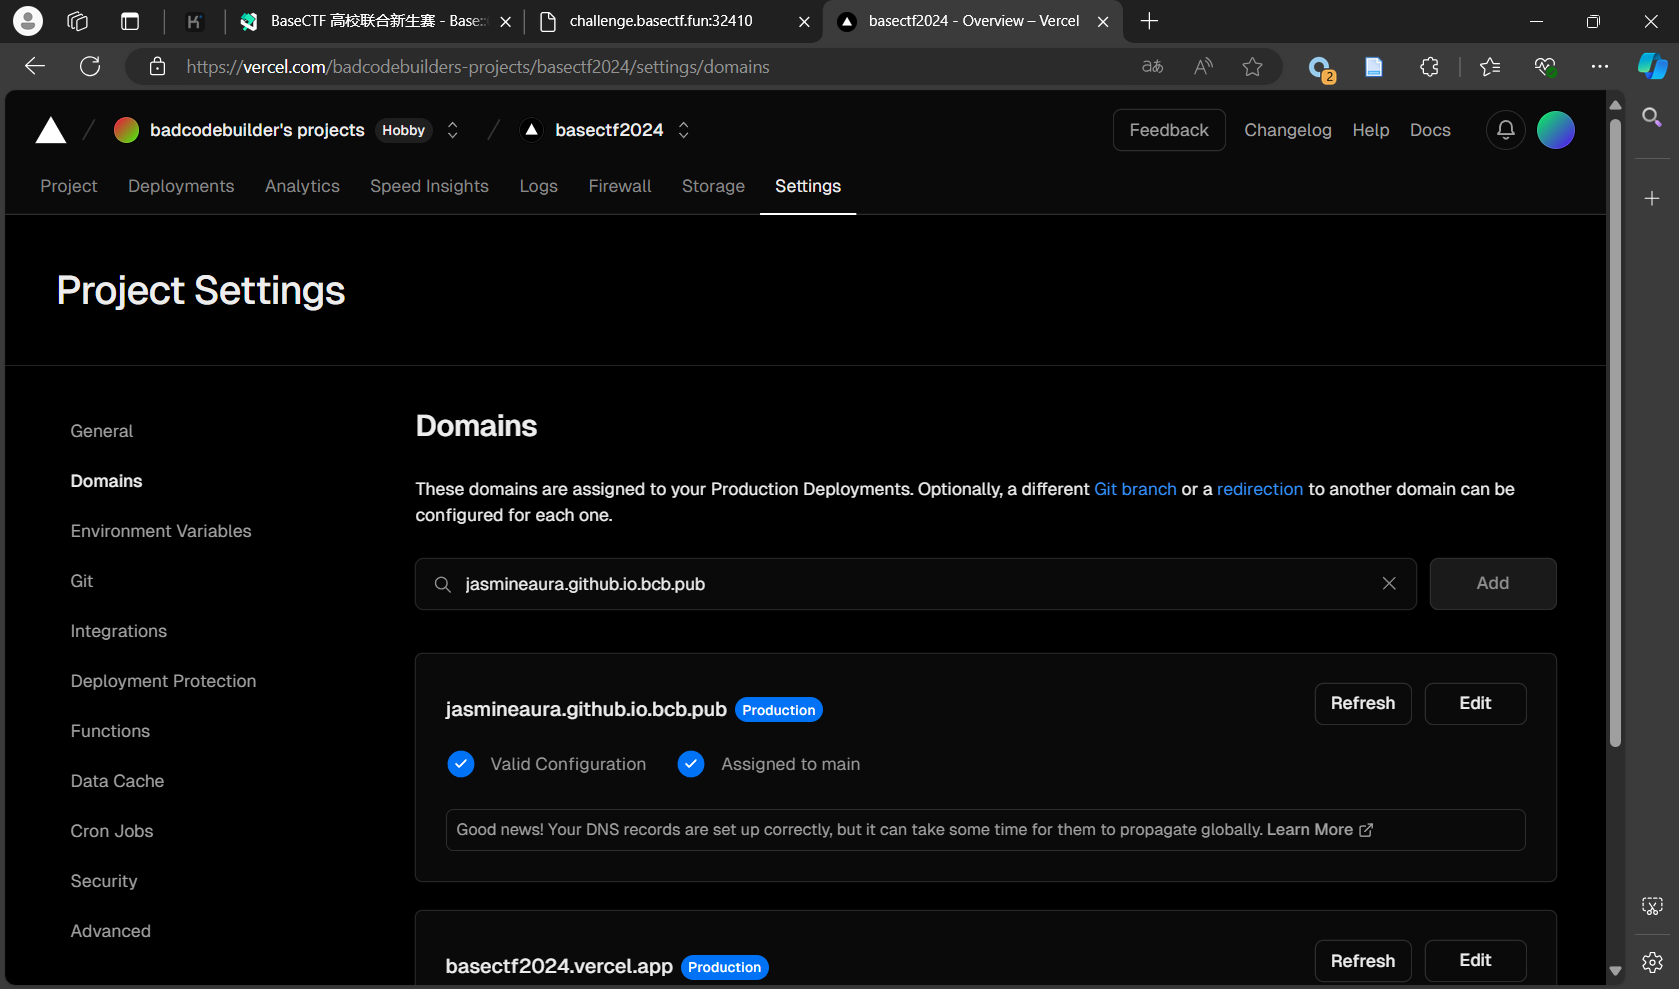 BaseCTF 高校联合新生赛 - Base::
challenge.basectf.fun:32410
basectf2024 - Overview – Vercel
https://vercel.com/badcodebuilders-projects/basectf2024/settings/domains
2
badcodebuilder's projects Hobby
basectf2024
Feedback
Changelog
Help
Docs
Project
Deployments
Analytics
Speed Insights
Logs
Firewall
Storage
Settings
Project Settings
General
Domains
Environment Variables
Git
Integrations
Deployment Protection
Functions
Data Cache
Cron Jobs
Security
Advanced
Domains
These domains are assigned to your Production Deployments. Optionally, a different Git branch or a redirection to another domain can be
configured for each one.
jasmineaura.github.io.bcb.pub
Add
jasmineaura.github.io.bcb.pub Production
Refresh
Edit
Valid Configuration
Assigned to main
Good news! Your DNS records are set up correctly, but it can take some time for them to propagate globally. Learn More
basectf2024.vercel.app Production
Refresh
Edit